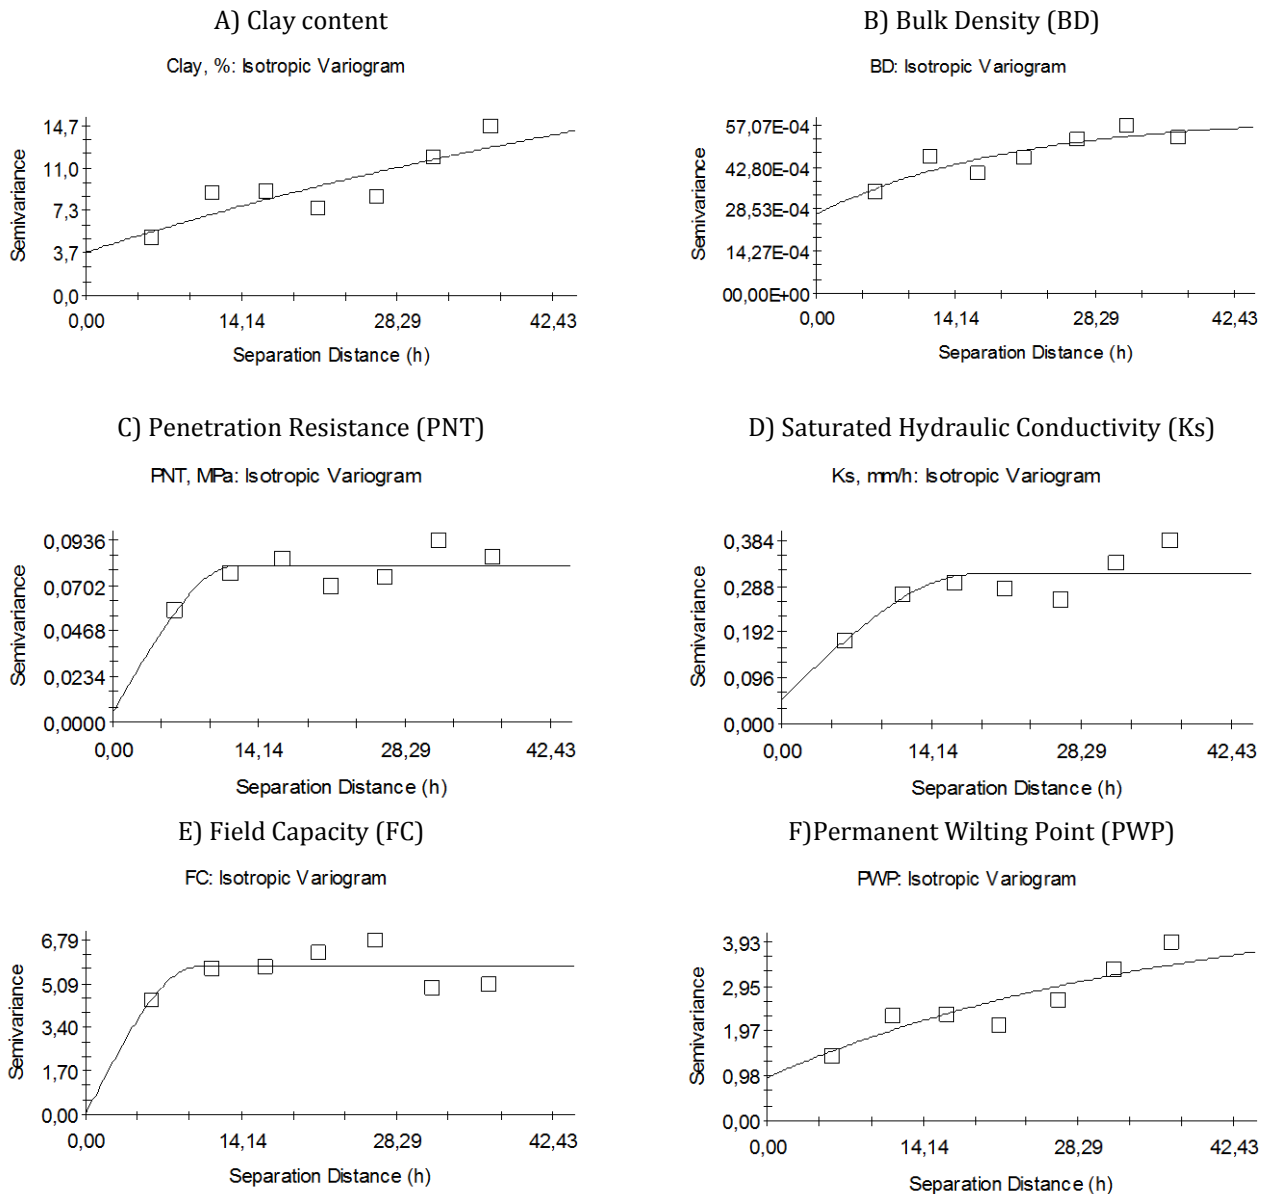 A) Clay content
Clay, %: Isotropic Variogram
Semivariance
14,7
11,0
7,3
3,7
0,0
0,00 14,14 28,29 42,43
Separation Distance (h)
B) Bulk Density (BD)
BD: Isotropic Variogram
Semivariance
57,07E-04
42,80E-04
28,53E-04
14,27E-04
00,00E+00
0,00 14,14 28,29 42,43
Separation Distance (h)
C) Penetration Resistance (PNT)
PNT, MPa: Isotropic Variogram
Semivariance
0,0936
0,0702
0,0468
0,0234
0,0000
0,00 14,14 28,29 42,43
Separation Distance (h)
D) Saturated Hydraulic Conductivity (Ks)
Ks, mm/h: Isotropic Variogram
Semivariance
0,384
0,288
0,192
0,096
0,000
0,00 14,14 28,29 42,43
Separation Distance (h)
E) Field Capacity (FC)
FC: Isotropic Variogram
Semivariance
6,79
5,09
3,40
1,70
0,00
0,00 14,14 28,29 42,43
Separation Distance (h)
F)Permanent Wilting Point (PWP)
PWP: Isotropic Variogram
Semivariance
3,93
2,95
1,97
0,98
0,00
0,00 14,14 28,29 42,43
Separation Distance (h)